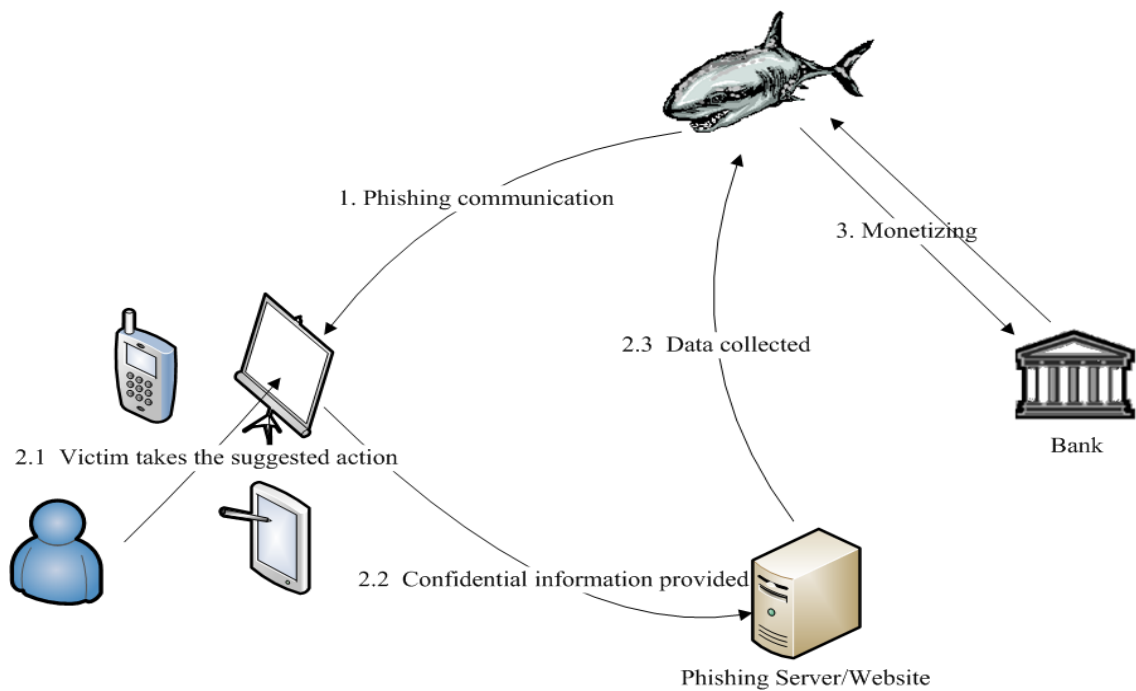 1. Phishing communication
3. Monetizing
2.3 Data collected
Bank
2.1 Victim takes the suggested action
2.2 Confidential information provided
Phishing Server/Website